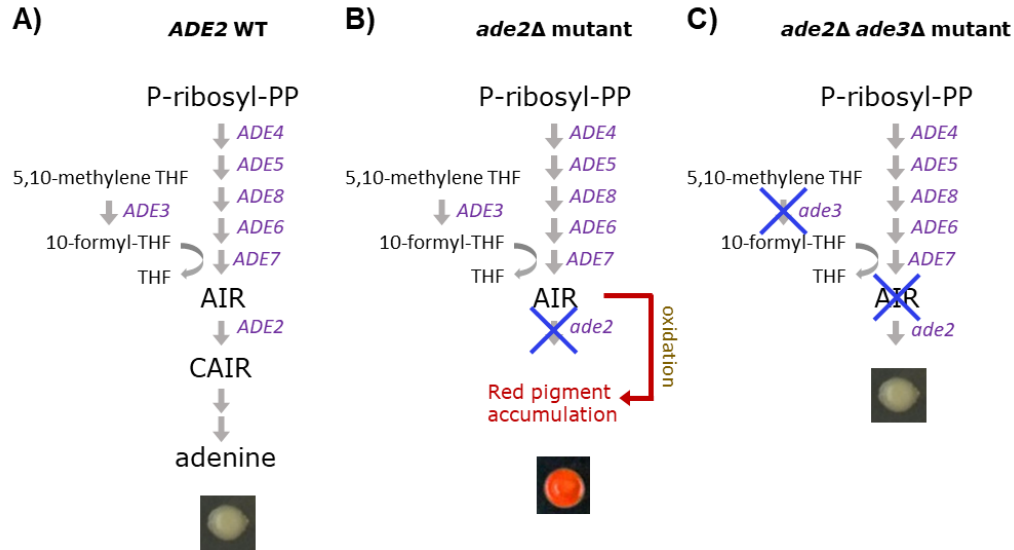 A)
ADE2 WT
P-ribosyl-PP
ADE4
ADE5
5,10-methylene THF
ADE8
ADE3
ADE6
10-formyl-THF
ADE7
THF
AIR
ADE2
CAIR
adenine
B)
ade2Δ mutant
P-ribosyl-PP
ADE4
ADE5
5,10-methylene THF
ADE8
ADE3
ADE6
10-formyl-THF
ADE7
THF
AIR
ade2
oxidation
Red pigment
accumulation
C)
ade2Δ ade3Δ mutant
P-ribosyl-PP
ADE4
ADE5
5,10-methylene THF
ADE8
ade3
ADE6
10-formyl-THF
ADE7
THF
AIR
ade2